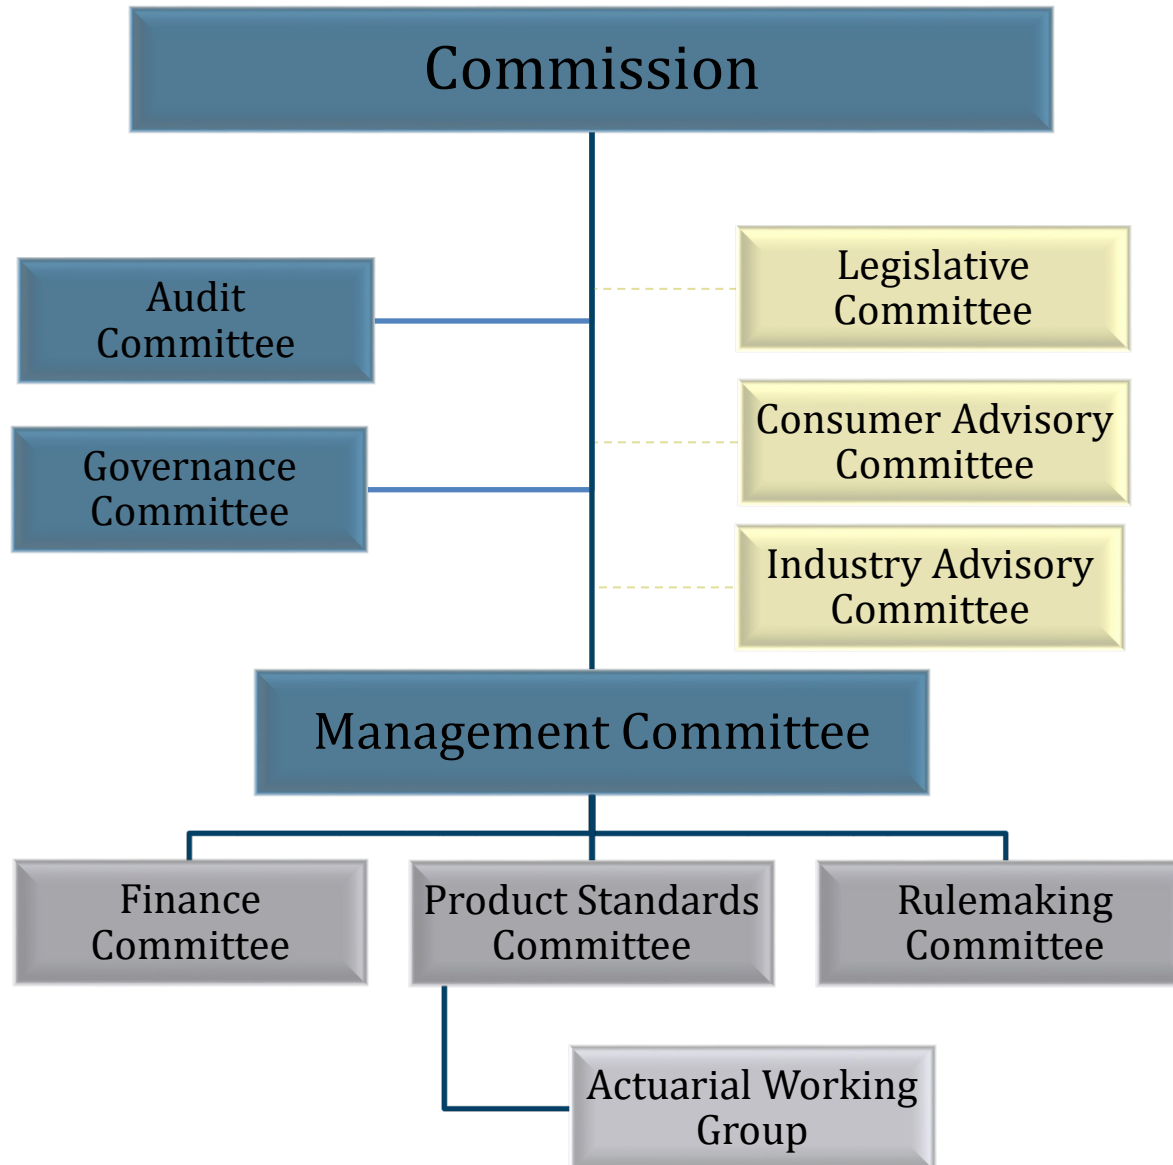 Commission
Audit
Committee
Legislative
Committee
Governance
Committee
Consumer Advisory
Committee
Industry Advisory
Committee
Management Committee
Finance
Committee
Product Standards
Committee
Rulemaking
Committee
Actuarial Working
Group